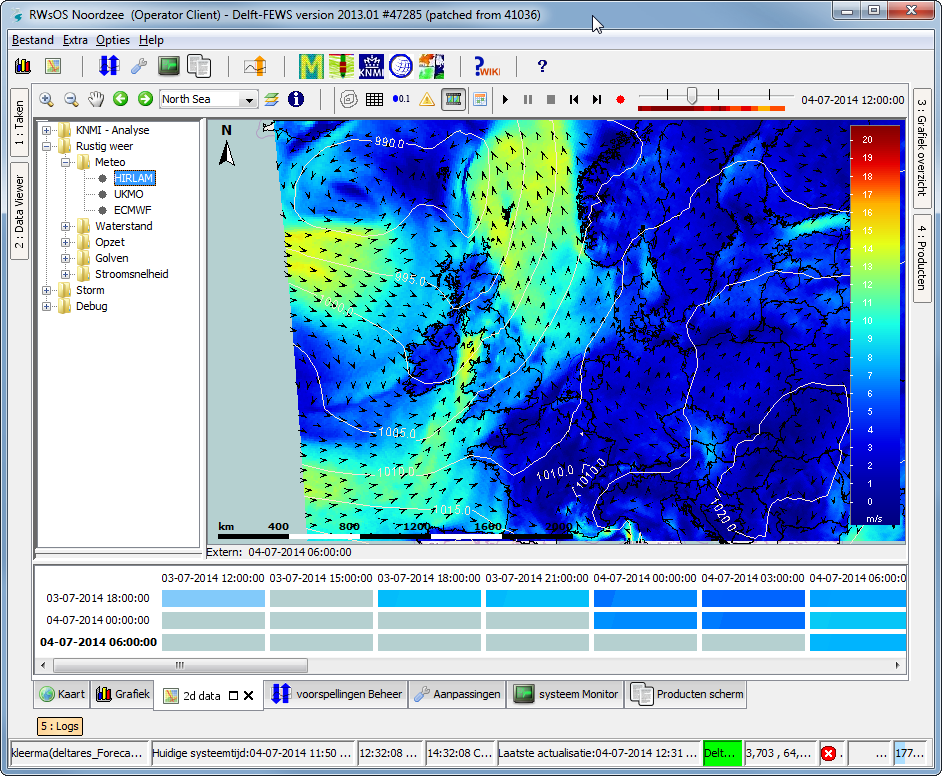 RWsOS Noordzee (Operator Client) - Delft-FEWS version 2013.01 #47285 (patched from 41036)
Bestand Extra Opties Help
M KNMI ?WIKI ?
North Sea 0.1 04-07-2014 12:00:00
1 : Taken
2 : Data Viewer
KNMI - Analyse
Rustig weer
Meteo
HIRLAM
UKMO
ECMWF
Waterstand
Opzet
Golven
Stroomsnelheid
Storm
Debug
N
990.0
995.0
1005.0
1010.0
1010.0
1010.0
1015.0
1020.0
km 400 800 1200 1600 2000
20
19
18
17
16
15
14
13
12
11
10
9
8
7
6
5
4
3
2
1
0
m/s
3 : Grafiek overzicht
4 : Producten
Extern: 04-07-2014 06:00:00
03-07-2014 12:00:00 03-07-2014 15:00:00 03-07-2014 18:00:00 03-07-2014 21:00:00 04-07-2014 00:00:00 04-07-2014 03:00:00 04-07-2014 06:00:0
03-07-2014 18:00:00
04-07-2014 00:00:00
04-07-2014 06:00:00
Kaart Grafiek 2d data voorspellingen Beheer Aanpassingen systeem Monitor Producten scherm
5 : Logs
kleerma(deltares_Foreca... Huidige systeemtijd:04-07-2014 11:50 ... 12:32:08 ... 14:32:08 C... Laatste actualisatie:04-07-2014 12:31 ... Delt... 3,703 , 64,... ... 177...